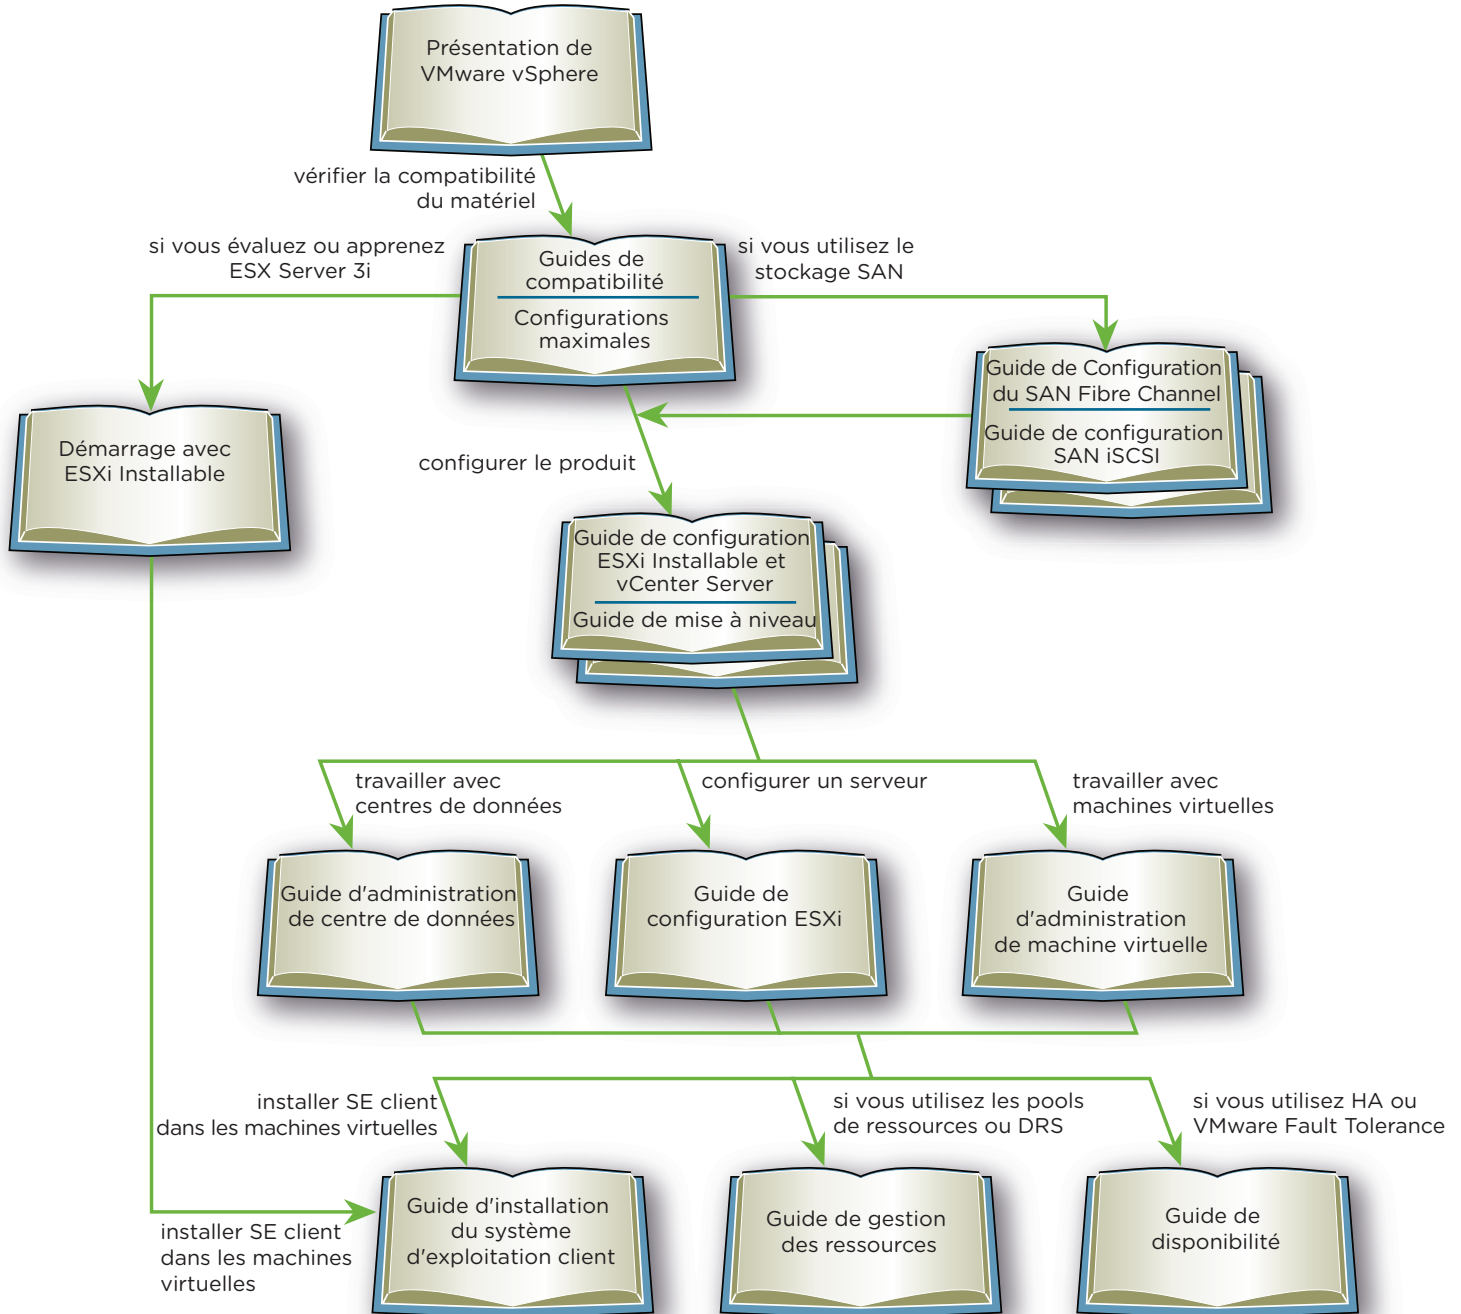 Présentation de
VMware vSphere
vérifier la compatibilité
du matériel
si vous évaluez ou apprenez
ESX Server 3i
Guides de
compatibilité
Configurations
maximales
si vous utilisez le
stockage SAN
Guide de Configuration
du SAN Fibre Channel
Guide de configuration
SAN iSCSI
Démarrage avec
ESXi Installable
configurer le produit
Guide de configuration
ESXi Installable et
vCenter Server
Guide de mise à niveau
travailler avec
centres de données
configurer un serveur
travailler avec
machines virtuelles
Guide d'administration
de centre de données
Guide de
configuration ESXi
Guide
d'administration
de machine virtuelle
installer SE client
dans les machines virtuelles
si vous utilisez les pools
de ressources ou DRS
si vous utilisez HA ou
VMware Fault Tolerance
installer SE client
dans les machines
virtuelles
Guide d'installation
du système
d'exploitation client
Guide de gestion
des ressources
Guide de
disponibilité